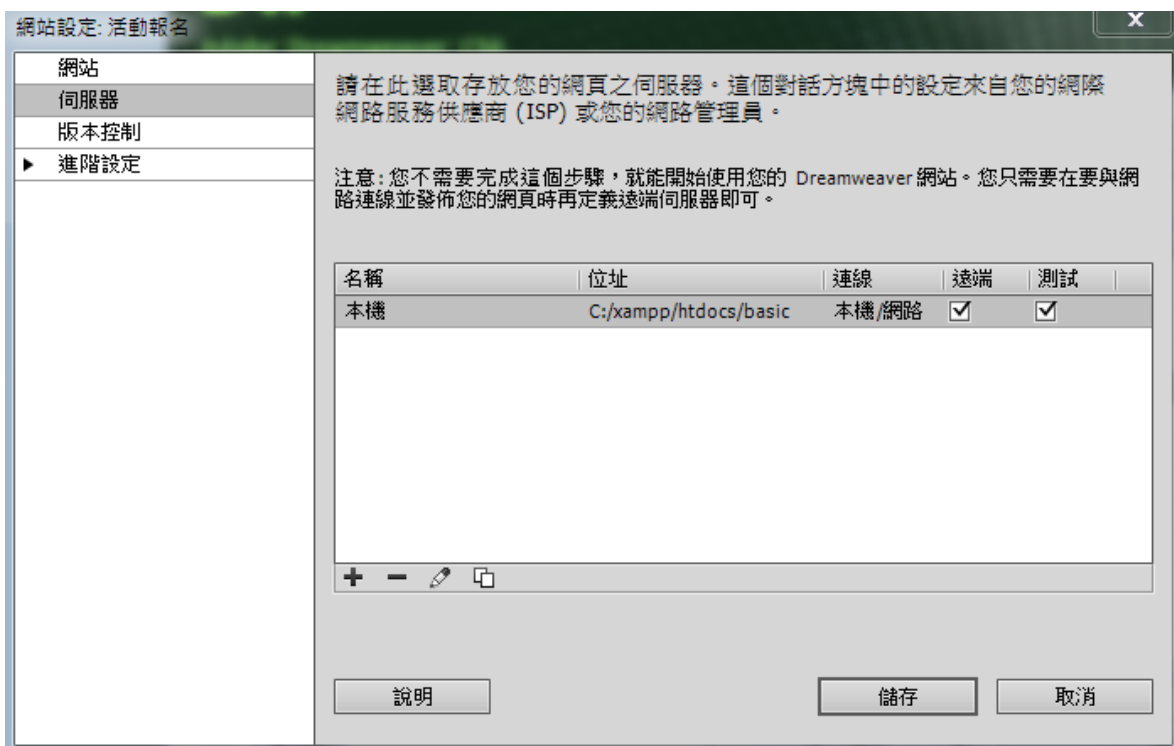 網站設定: 活動報名
X
網站
伺服器
版本控制
進階設定
請在此選取存放您的網頁之伺服器。這個對話方塊中的設定來自您的網際
網路服務供應商 (ISP) 或您的網路管理員。
注意: 您不需要完成這個步驟，就能開始使用您的 Dreamweaver 網站。您只需要在要與網
路連線並發佈您的網頁時再定義遠端伺服器即可。
名稱 位址 連線 遠端 測試
本機 C:/xampp/htdocs/basic 本機/網路
說明 儲存 取消